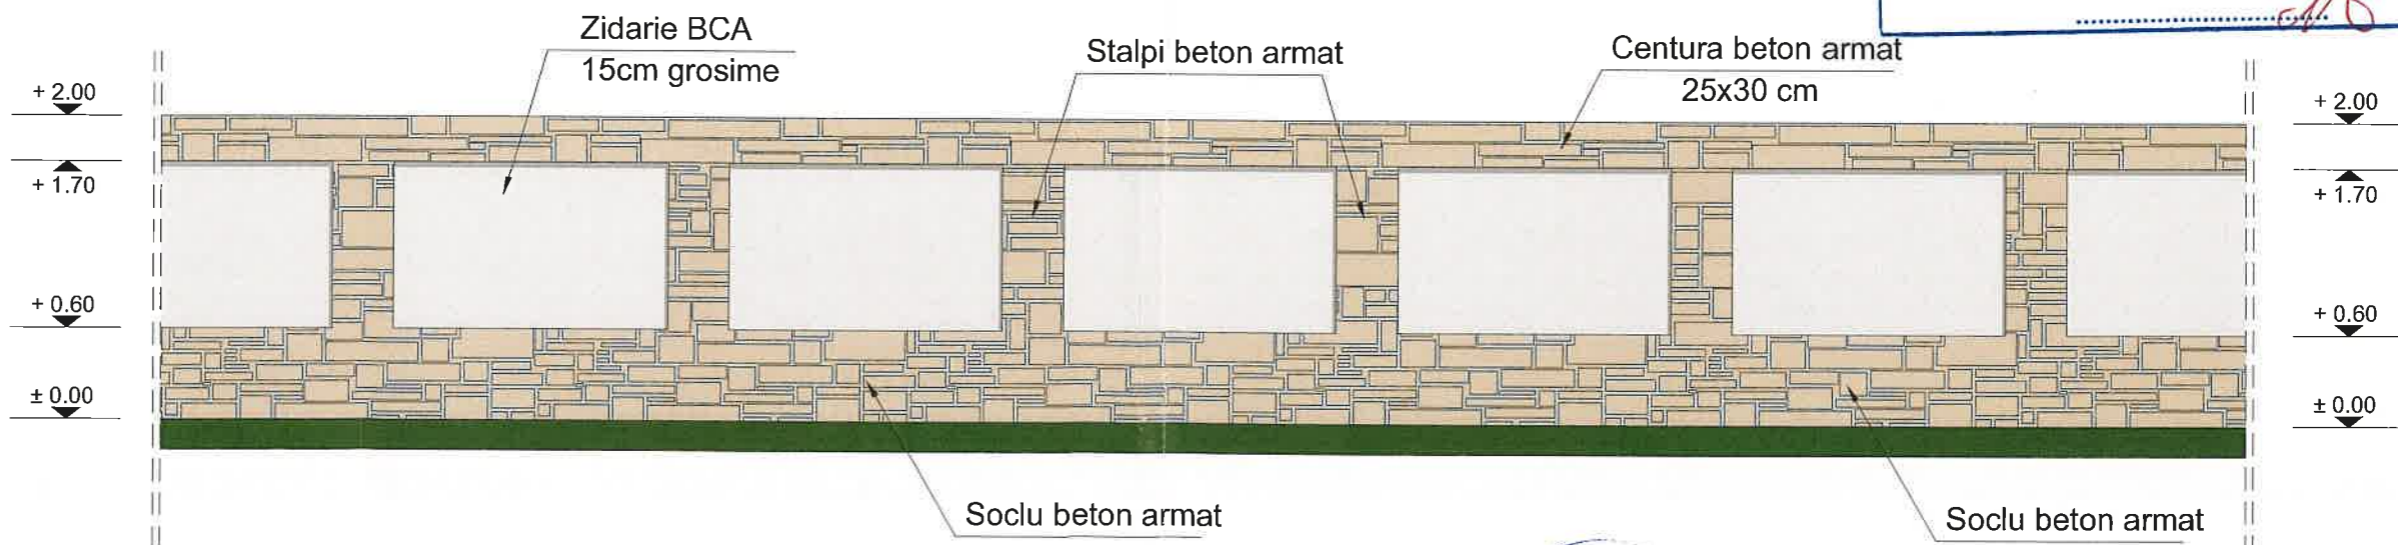 Zidarie BCA
15cm grosime
Stalpi beton armat
Centura beton armat
25x30 cm
+ 2.00
+ 1.70
+ 0.60
± 0.00
+ 2.00
+ 1.70
+ 0.60
± 0.00
Soclu beton armat
Soclu beton armat